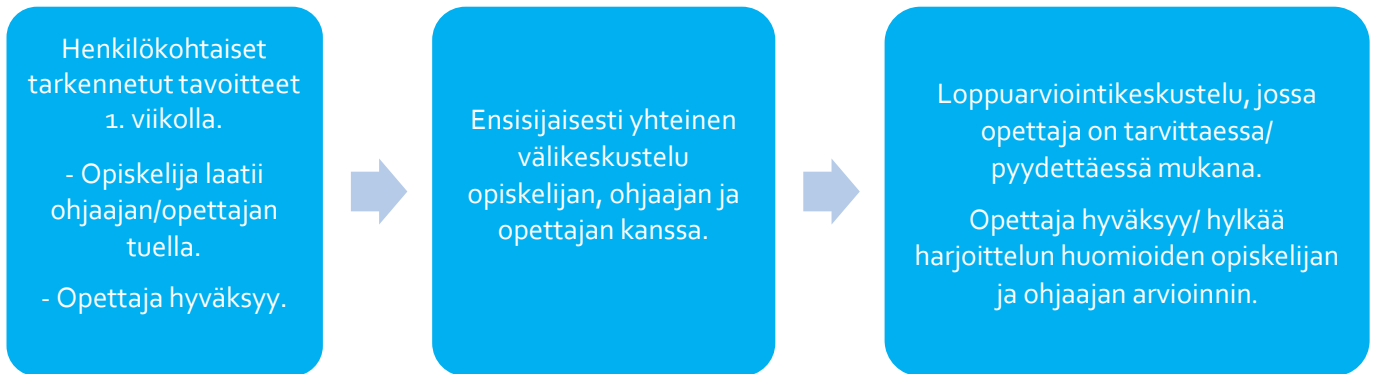 Henkilökohtaiset
tarkennetut tavoitteet
1. viikolla.
- Opiskelija laatii
ohjaajan/opettajan
tuella.
- Opettaja hyväksyy.
Ensisijaisesti yhteinen
välikeskustelu
opiskelijan, ohjaajan ja
opettajan kanssa.
Loppuarviointikeskustelu, jossa
opettaja on tarvittaessa/
pyydettäessä mukana.
Opettaja hyväksyy/ hylkää
harjoittelun huomioiden opiskelijan
ja ohjaajan arvioinnin.